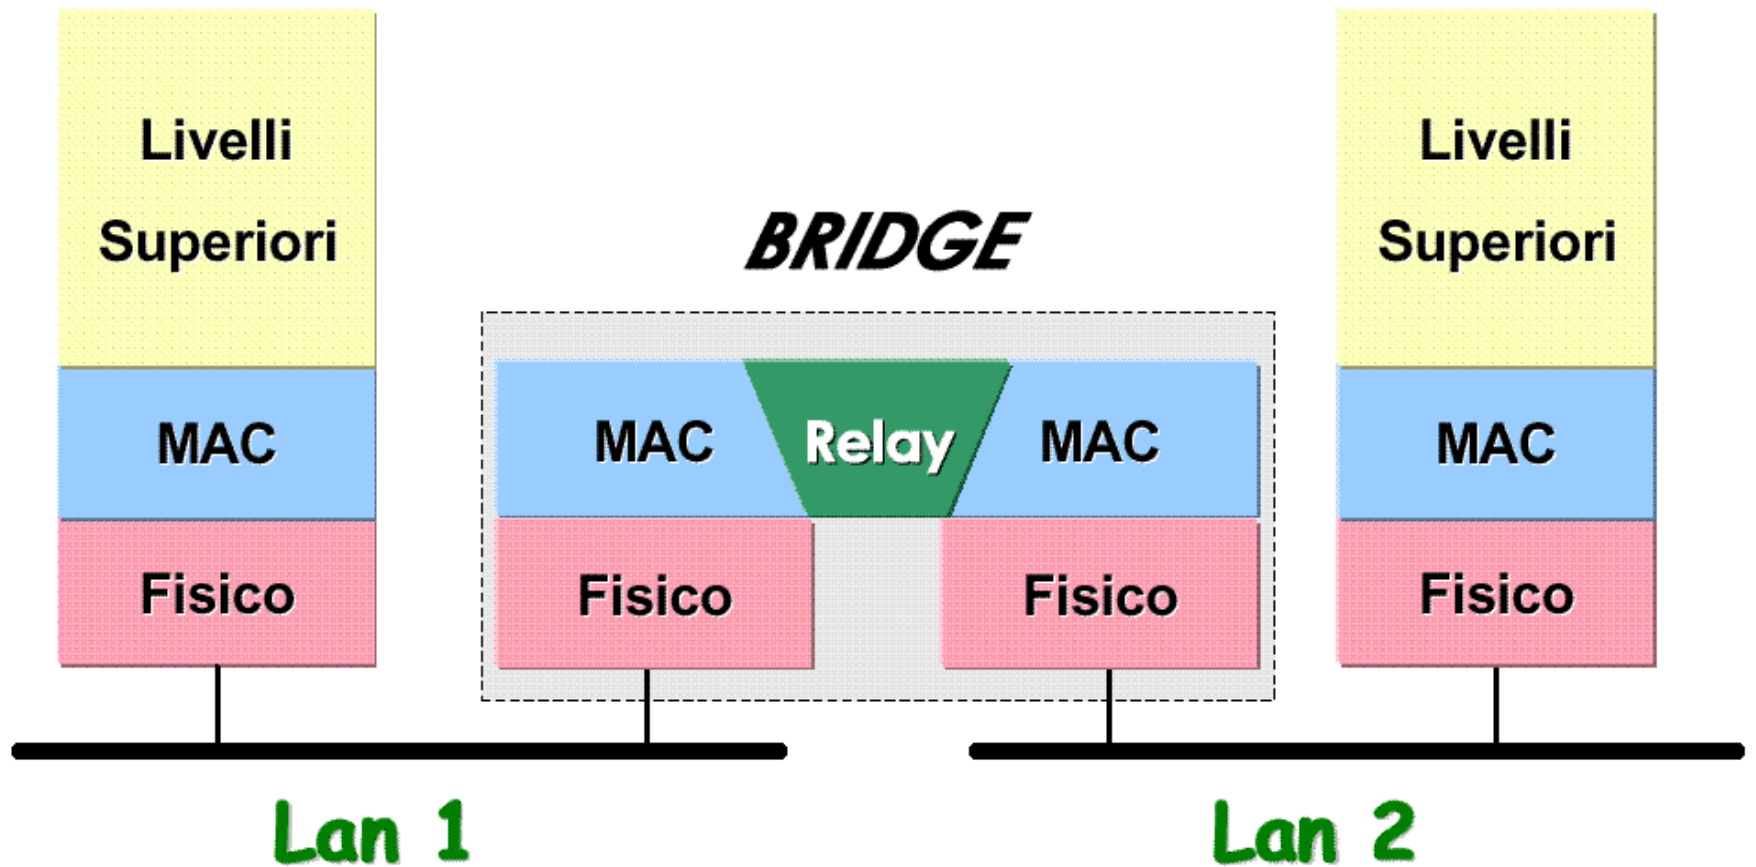 Livelli
Superiori
MAC
Fisico
BRIDGE
MAC
Relay
MAC
Fisico
Fisico
Livelli
Superiori
MAC
Fisico
Lan 1
Lan 2